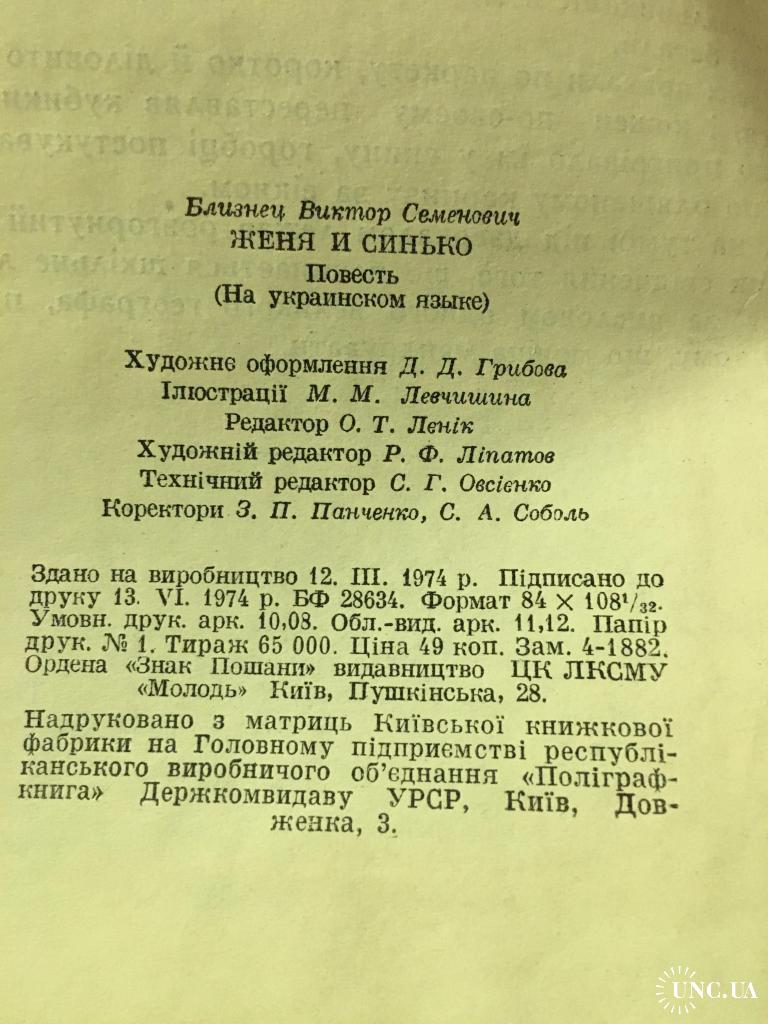 Близнец Виктор Семенович
ЖЕНЯ И СИНЬКО
Повесть
(На украинском языке)
Художнє оформлення Д. Д. Грибова
Ілюстрації М. М. Левчишина
Редактор О. Т. Лєнік
Художній редактор Р. Ф. Ліпатов
Технічний редактор С. Г. Овсієнко
Коректори З. П. Панченко, С. А. Соболь
Здано на виробництво 12. III. 1974 р. Підписано до
друку 13. VI. 1974 р. БФ 28634. Формат 84 × 108¹/₃₂.
Умовн. друк. арк. 10,08. Обл.-вид. арк. 11,12. Папір
друк. № 1. Тираж 65 000. Ціна 49 коп. Зам. 4-1882.
Ордена «Знак Пошани» видавництво ЦК ЛКСМУ
«Молодь» Київ, Пушкінська, 28.
Надруковано з матриць Київської книжкової
фабрики на Головному підприємстві республі-
канського виробничого об'єднання «Поліграф-
книга» Держкомвидаву УРСР, Київ, Дов-
женка, 3.
UNC.UA